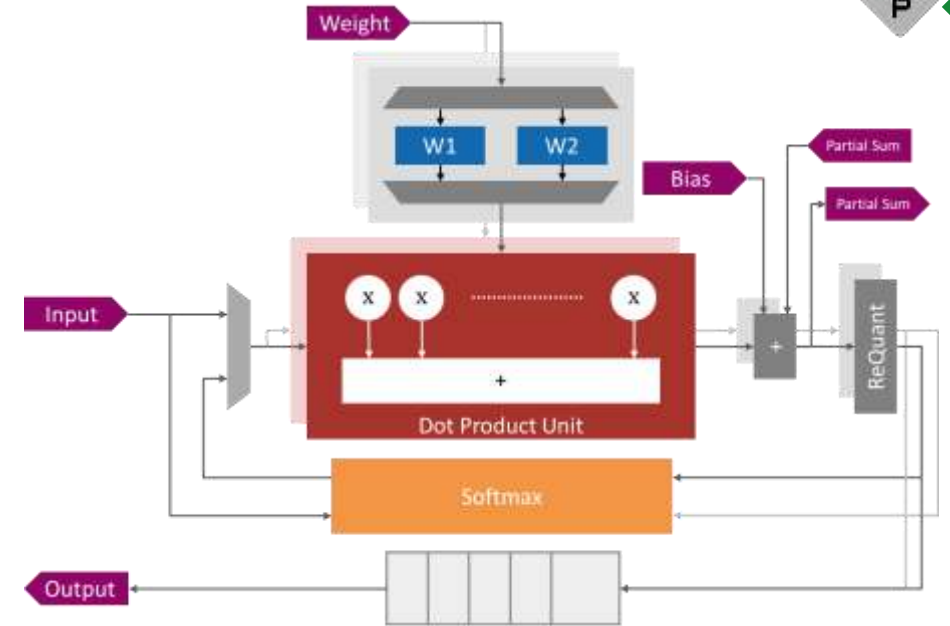 P
Weight
W1
W2
Partial Sum
Bias
Partial Sum
Input
x
x
x
+
+
ReQuant
Dot Product Unit
Softmax
Output